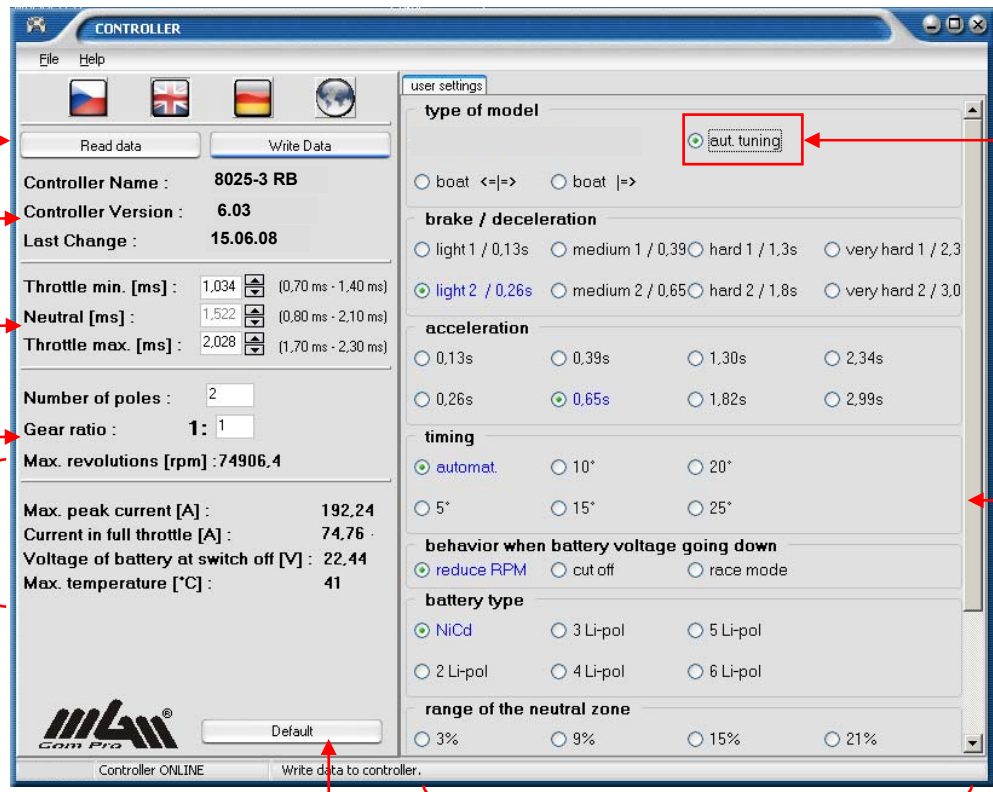 CONTROLLER
File Help
Read data Write Data
Controller Name : 8025-3 RB
Controller Version : 6.03
Last Change : 15.06.08
Throttle min. [ms] : 1,034 (0,70 ms - 1,40 ms)
Neutral [ms] : 1,522 (0,80 ms - 2,10 ms)
Throttle max. [ms] : 2,028 (1,70 ms - 2,30 ms)
Number of poles : 2
Gear ratio : 1: 1
Max. revolutions [rpm] :74906,4
Max. peak current [A] : 192,24
Current in full throttle [A] : 74,76
Voltage of battery at switch off [V] : 22,44
Max. temperature [°C] : 41
mgm®
Com Pro
Default
user settings
type of model
aut. tuning
boat <=|=> boat |=>
brake / deceleration
light 1 / 0,13s medium 1 / 0,39 hard 1 / 1,3s very hard 1 / 2,3
light 2 / 0,26s medium 2 / 0,65 hard 2 / 1,8s very hard 2 / 3,0
acceleration
0,13s 0,39s 1,30s 2,34s
0,26s 0,65s 1,82s 2,99s
timing
automat. 10° 20°
5° 15° 25°
behavior when battery voltage going down
reduce RPM cut off race mode
battery type
NiCd 3 Li-pol 5 Li-pol
2 Li-pol 4 Li-pol 6 Li-pol
range of the neutral zone
3% 9% 15% 21%
Controller ONLINE Write data to controller.